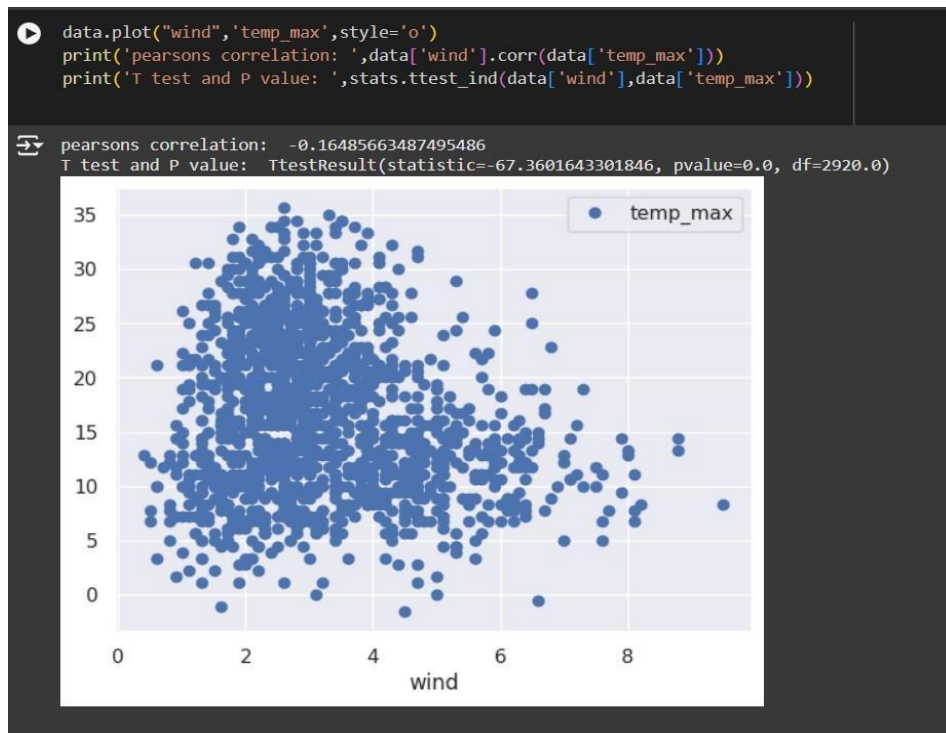 data.plot("wind",'temp_max',style='o')
print('pearsons correlation: ',data['wind'].corr(data['temp_max']))
print('T test and P value: ',stats.ttest_ind(data['wind'],data['temp_max']))
pearsons correlation:  -0.16485663487495486
T test and P value:  TtestResult(statistic=-67.3601643301846, pvalue=0.0, df=2920.0)
temp_max
35
30
25
20
15
10
5
0
0 2 4 6 8
wind